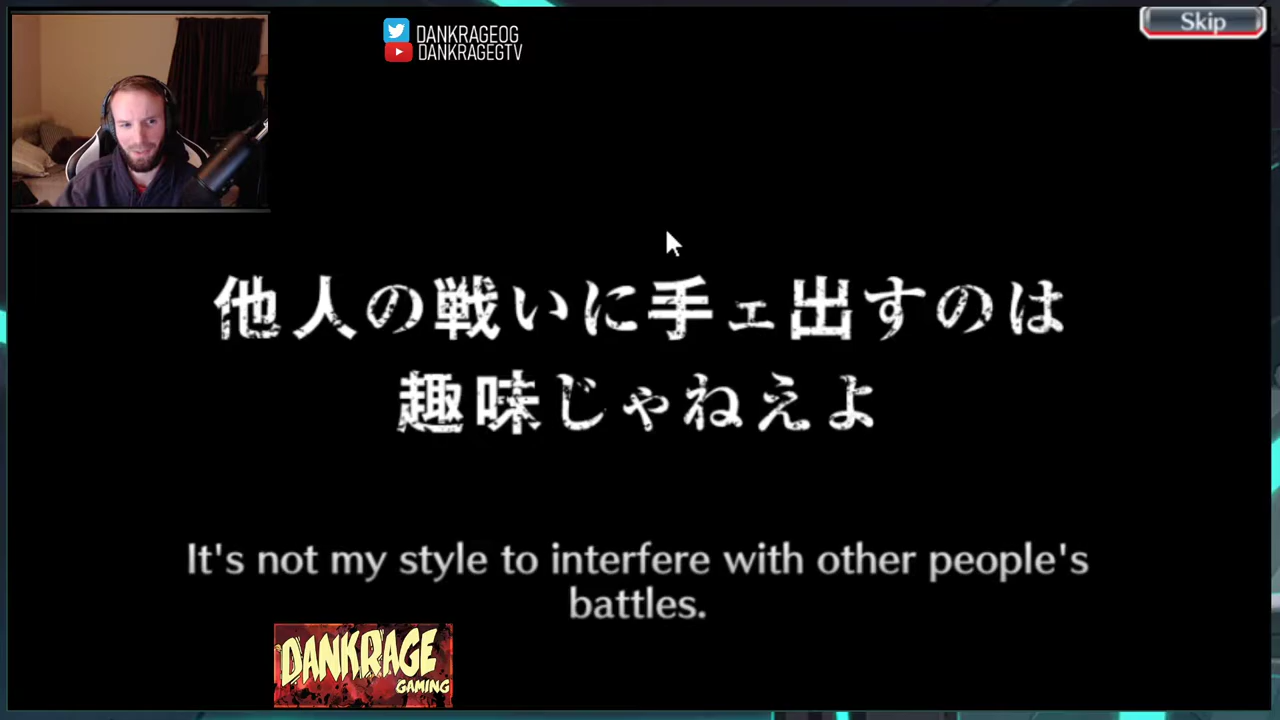 DANKRAGEOG
DANKRAGEGTV
Skip
他人の戦いに手ェ出すのは
趣味じゃねえよ
It's not my style to interfere with other people's
battles.
DANKRAGE
GAMING